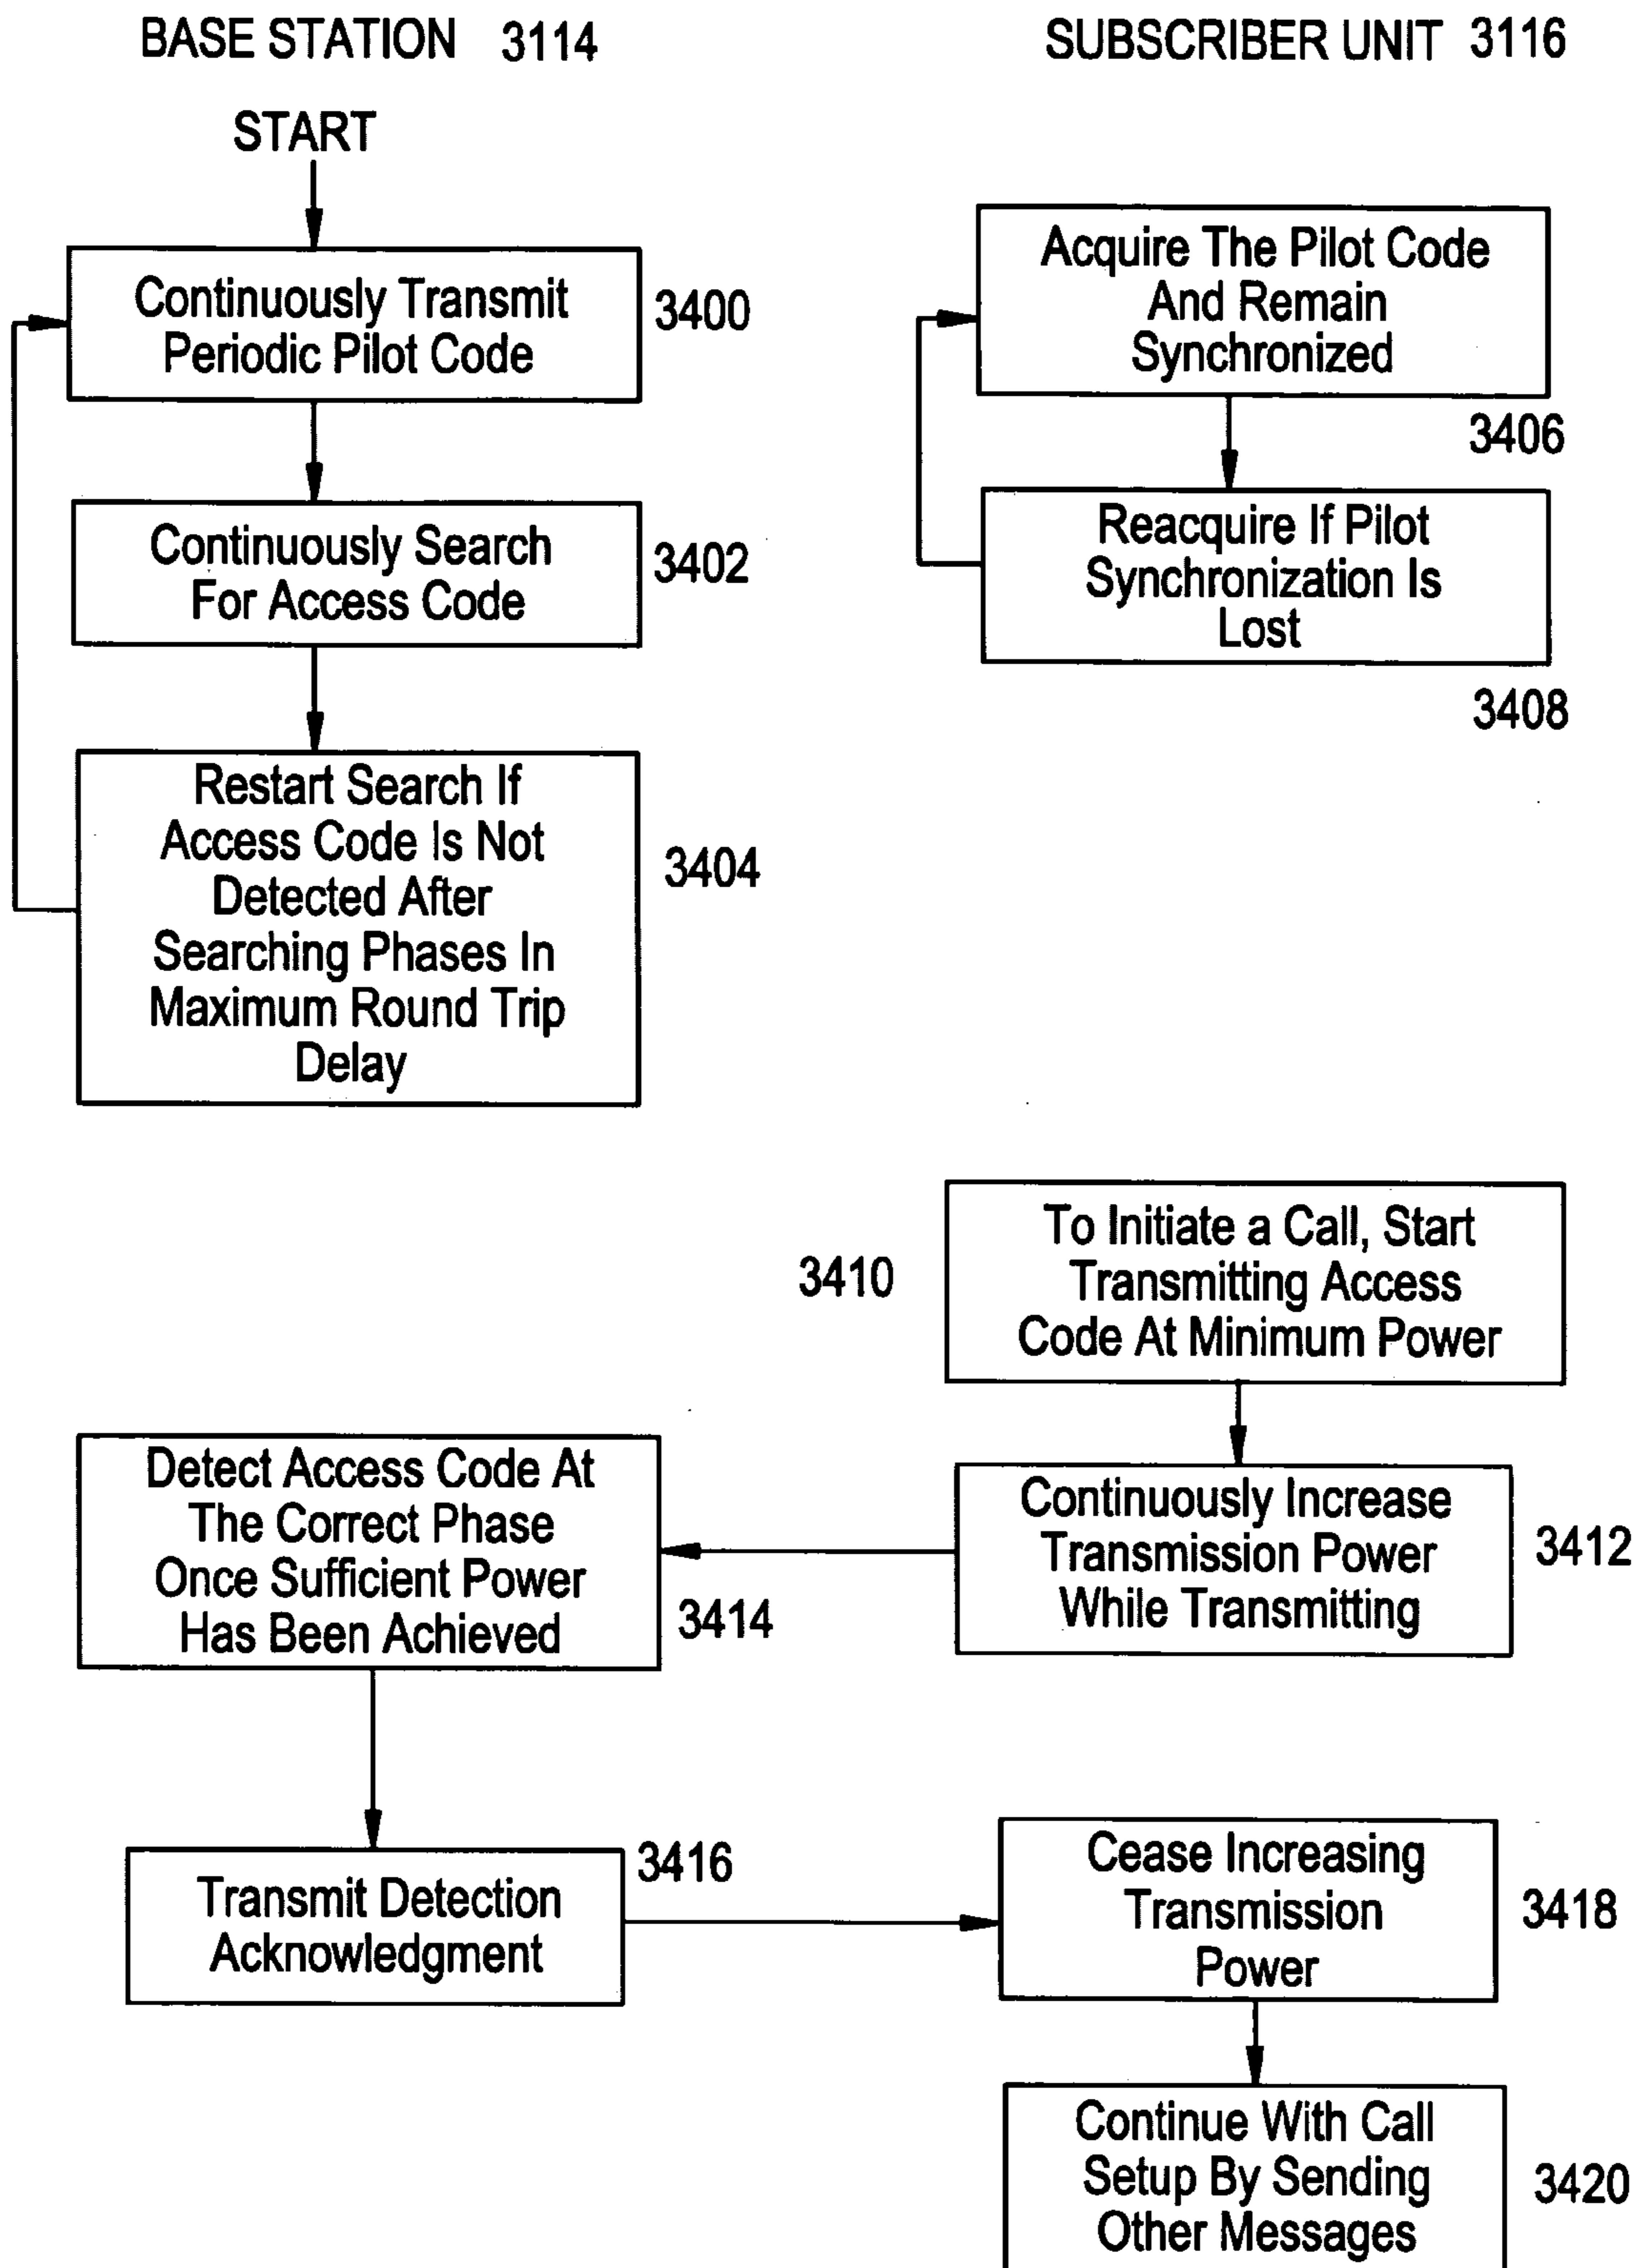 BASE STATION 3114
SUBSCRIBER UNIT 3116
START
Continuously Transmit
Periodic Pilot Code
3400
Acquire The Pilot Code
And Remain
Synchronized
3406
Continuously Search
For Access Code
3402
Reacquire If Pilot
Synchronization Is
Lost
3408
Restart Search If
Access Code Is Not
Detected After
Searching Phases In
Maximum Round Trip
Delay
3404
3410
To Initiate a Call, Start
Transmitting Access
Code At Minimum Power
Continuously Increase
Transmission Power
While Transmitting
3412
Detect Access Code At
The Correct Phase
Once Sufficient Power
Has Been Achieved
3414
Transmit Detection
Acknowledgment
3416
Cease Increasing
Transmission
Power
3418
Continue With Call
Setup By Sending
Other Messages
3420